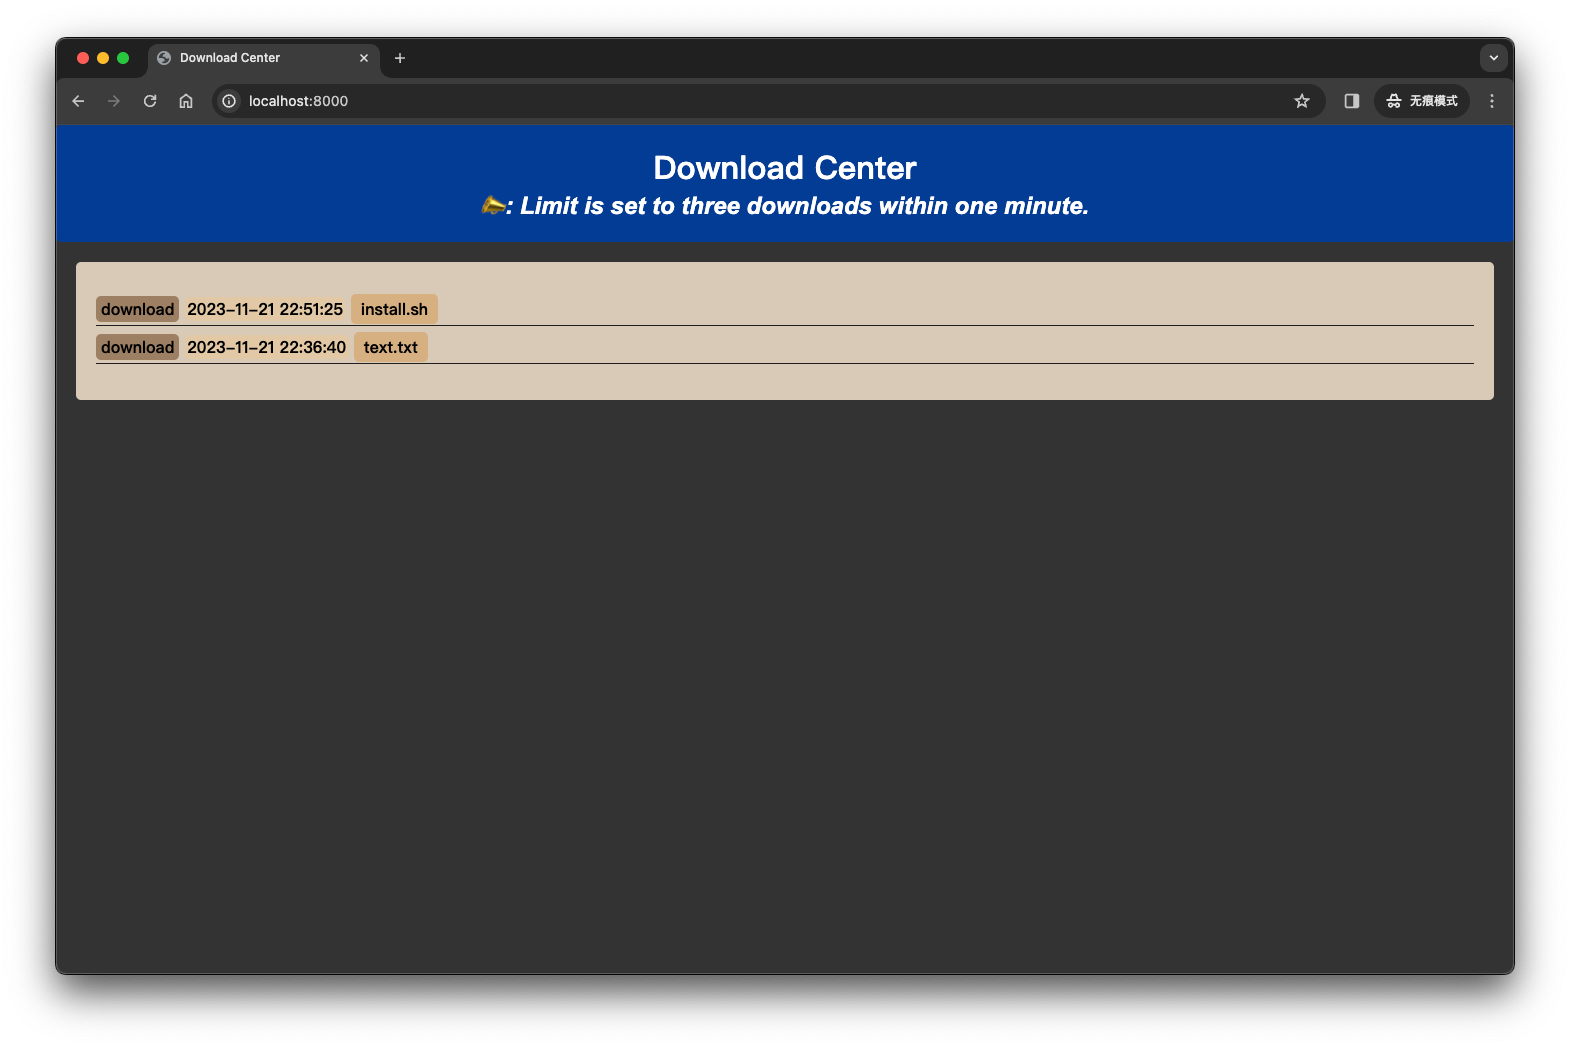 Download Center
localhost:8000
无痕模式
Download Center
: Limit is set to three downloads within one minute.
download 2023-11-21 22:51:25 install.sh
download 2023-11-21 22:36:40 text.txt